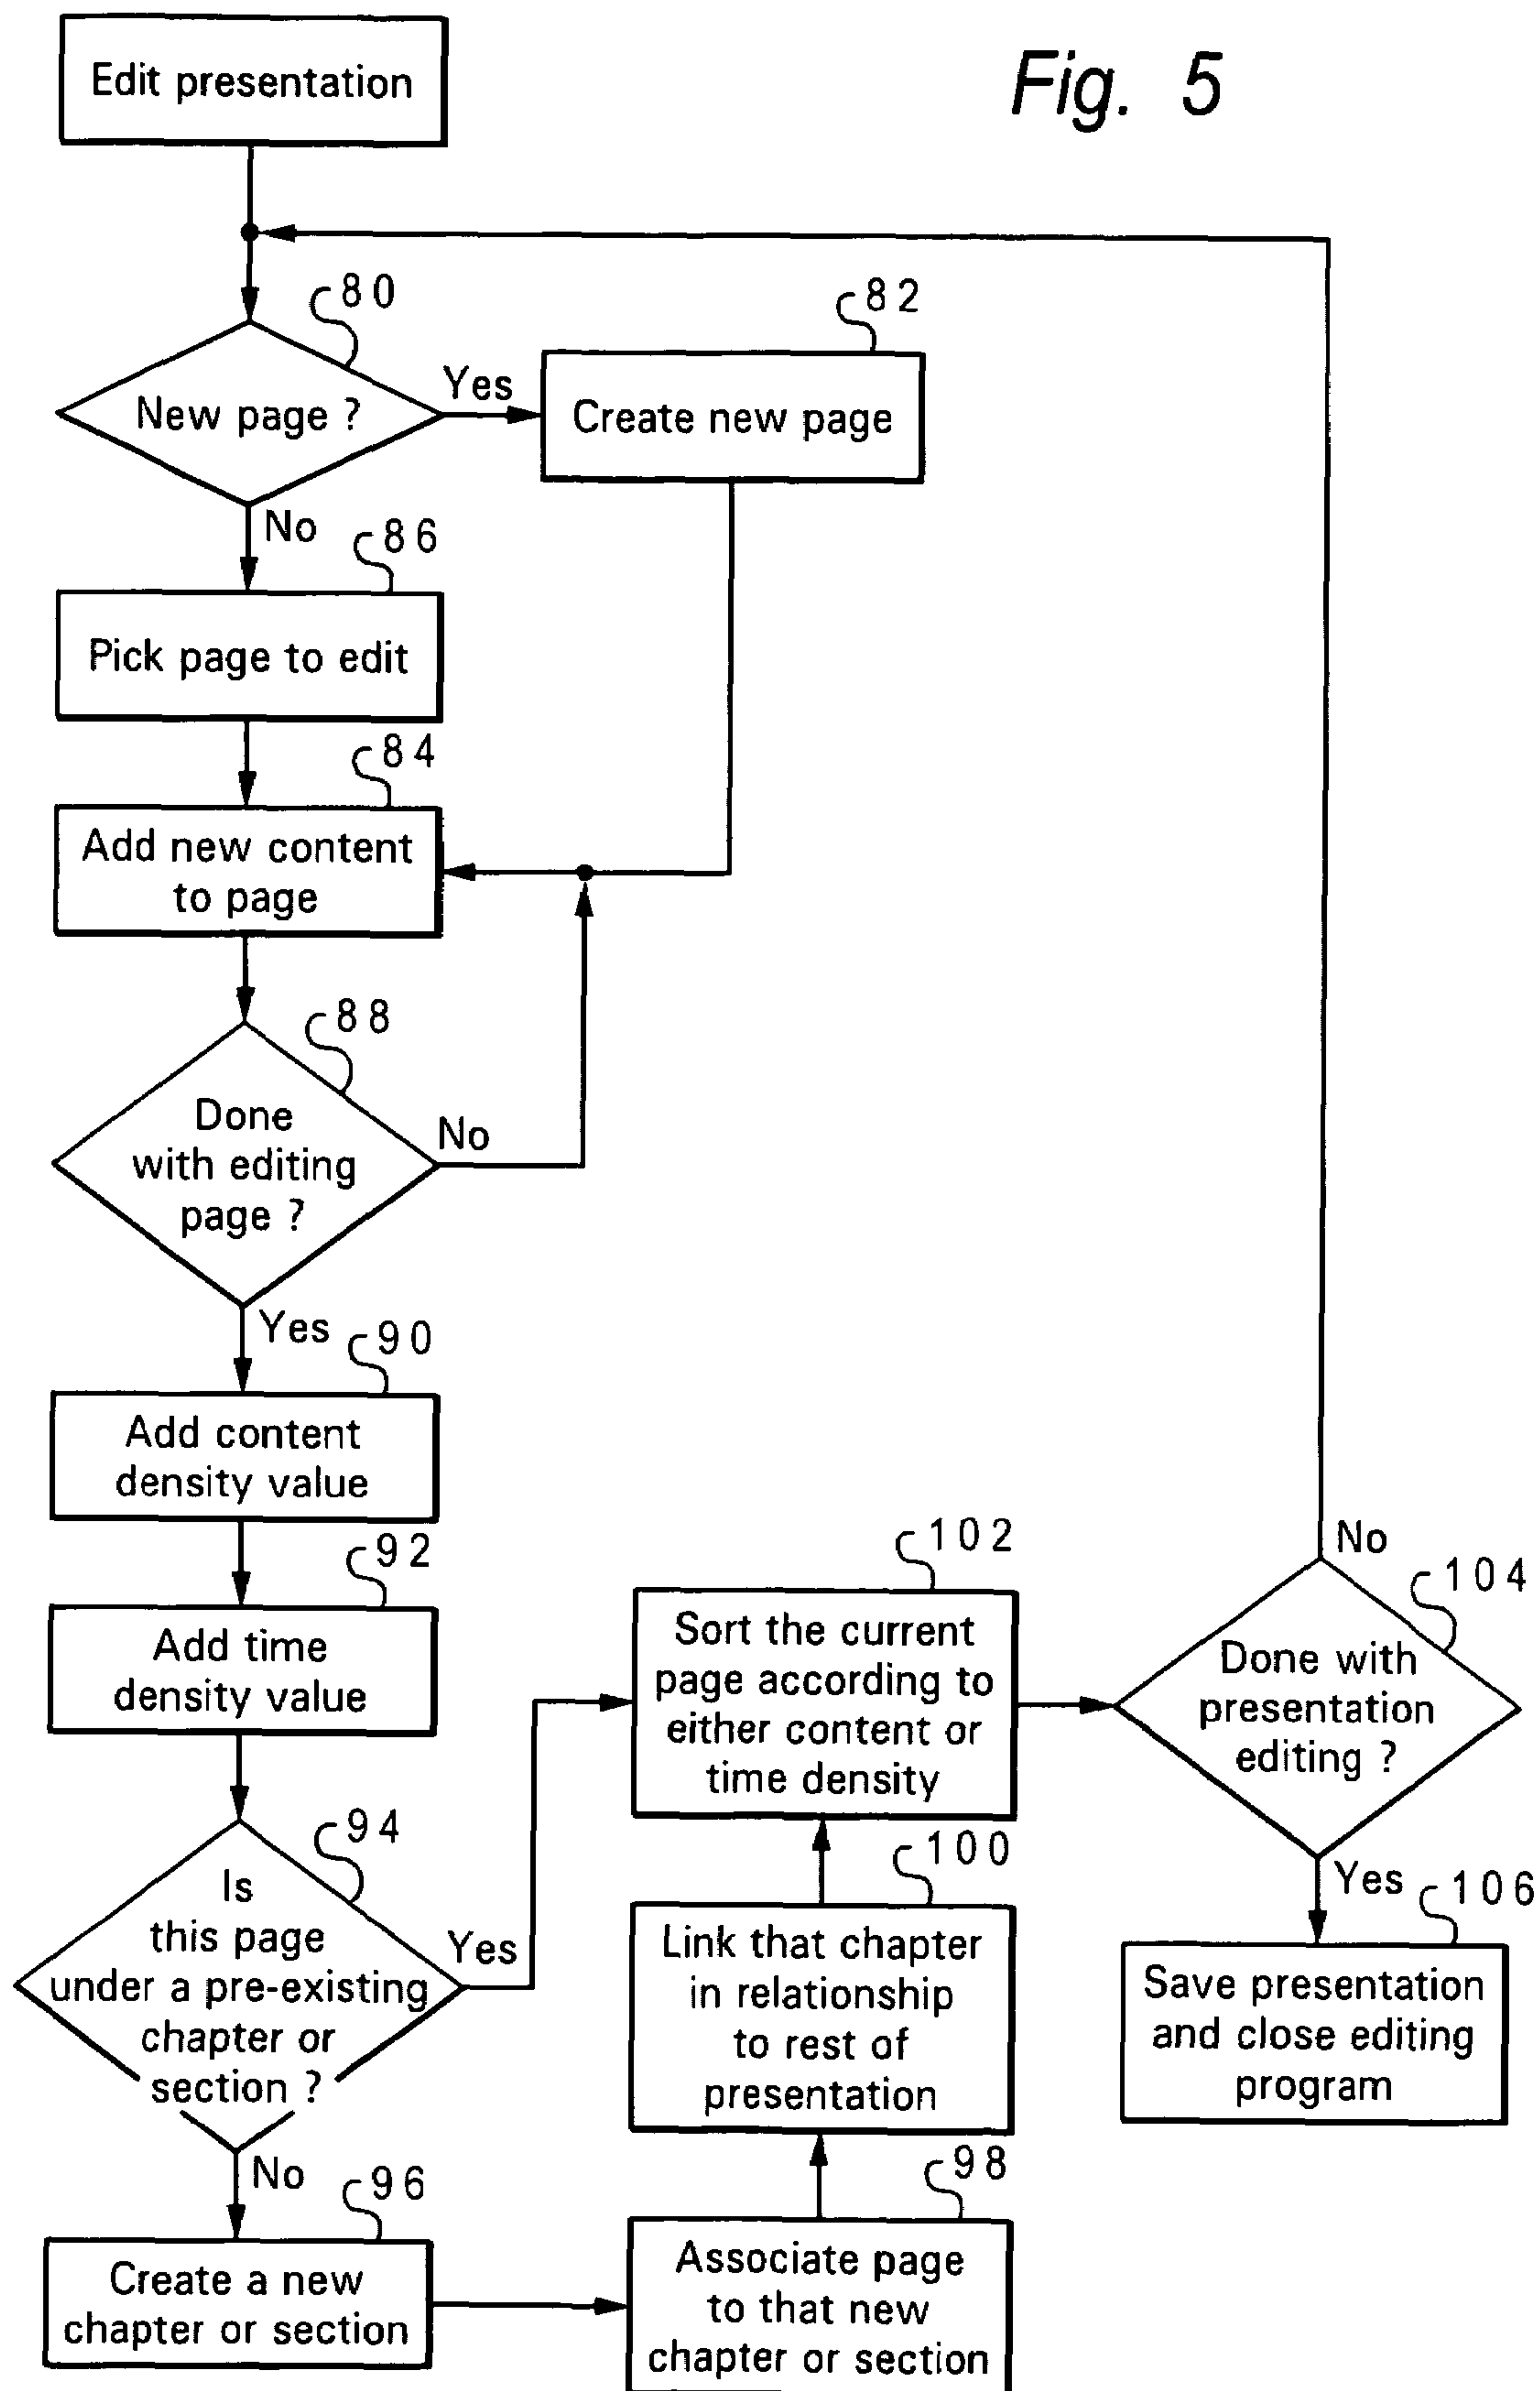 Edit presentation
Fig. 5
80
New page ?
Yes
82
Create new page
No
86
Pick page to edit
84
Add new content
to page
88
Done
with editing
page ?
No
Yes
90
Add content
density value
92
Add time
density value
94
Is
this page
under a pre-existing
chapter or
section ?
Yes
No
96
Create a new
chapter or section
98
Associate page
to that new
chapter or section
100
Link that chapter
in relationship
to rest of
presentation
102
Sort the current
page according to
either content or
time density
104
Done with
presentation
editing ?
No
Yes
106
Save presentation
and close editing
program